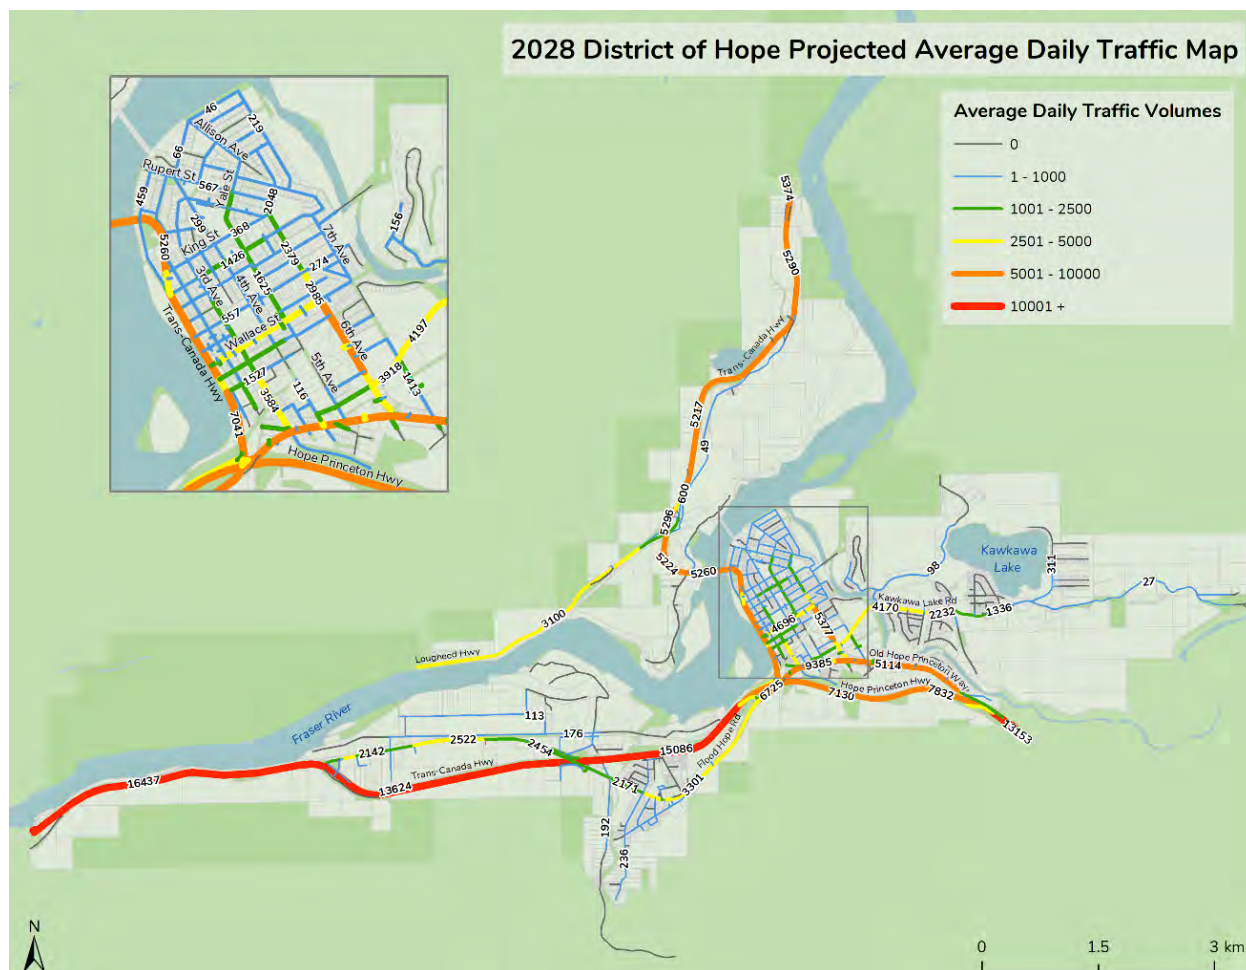 2028 District of Hope Projected Average Daily Traffic Map
Average Daily Traffic Volumes
0
1 - 1000
1001 - 2500
2501 - 5000
5001 - 10000
10001 +
46
219
Allison Ave
66
Rupert St
567
Yale St
459
2048
299
368
King St
7th Ave
156
5260
2379
1426
274
3rd Ave
4th Ave
1625
2985
557
Wallace St
6th Ave
4197
Trans-Canada Hwy
5th Ave
3918
1413
1527
116
3584
7041
Hope Princeton Hwy
5374
5290
Trans-Canada Hwy
5217
49
600
5296
5224
5260
Kawkawa
Lake
311
98
27
Kawkawa Lake Rd
4170
2232
1336
3100
4696
5377
Lougheed Hwy
Old Hope Princeton Way
9385
5114
Hope Princeton Hwy
6725
7130
7832
13153
Fraser River
113
176
2142
2522
2454
15086
Flood Hope Rd
Trans-Canada Hwy
16437
13624
2171
3301
192
236
N
0
1.5
3 km